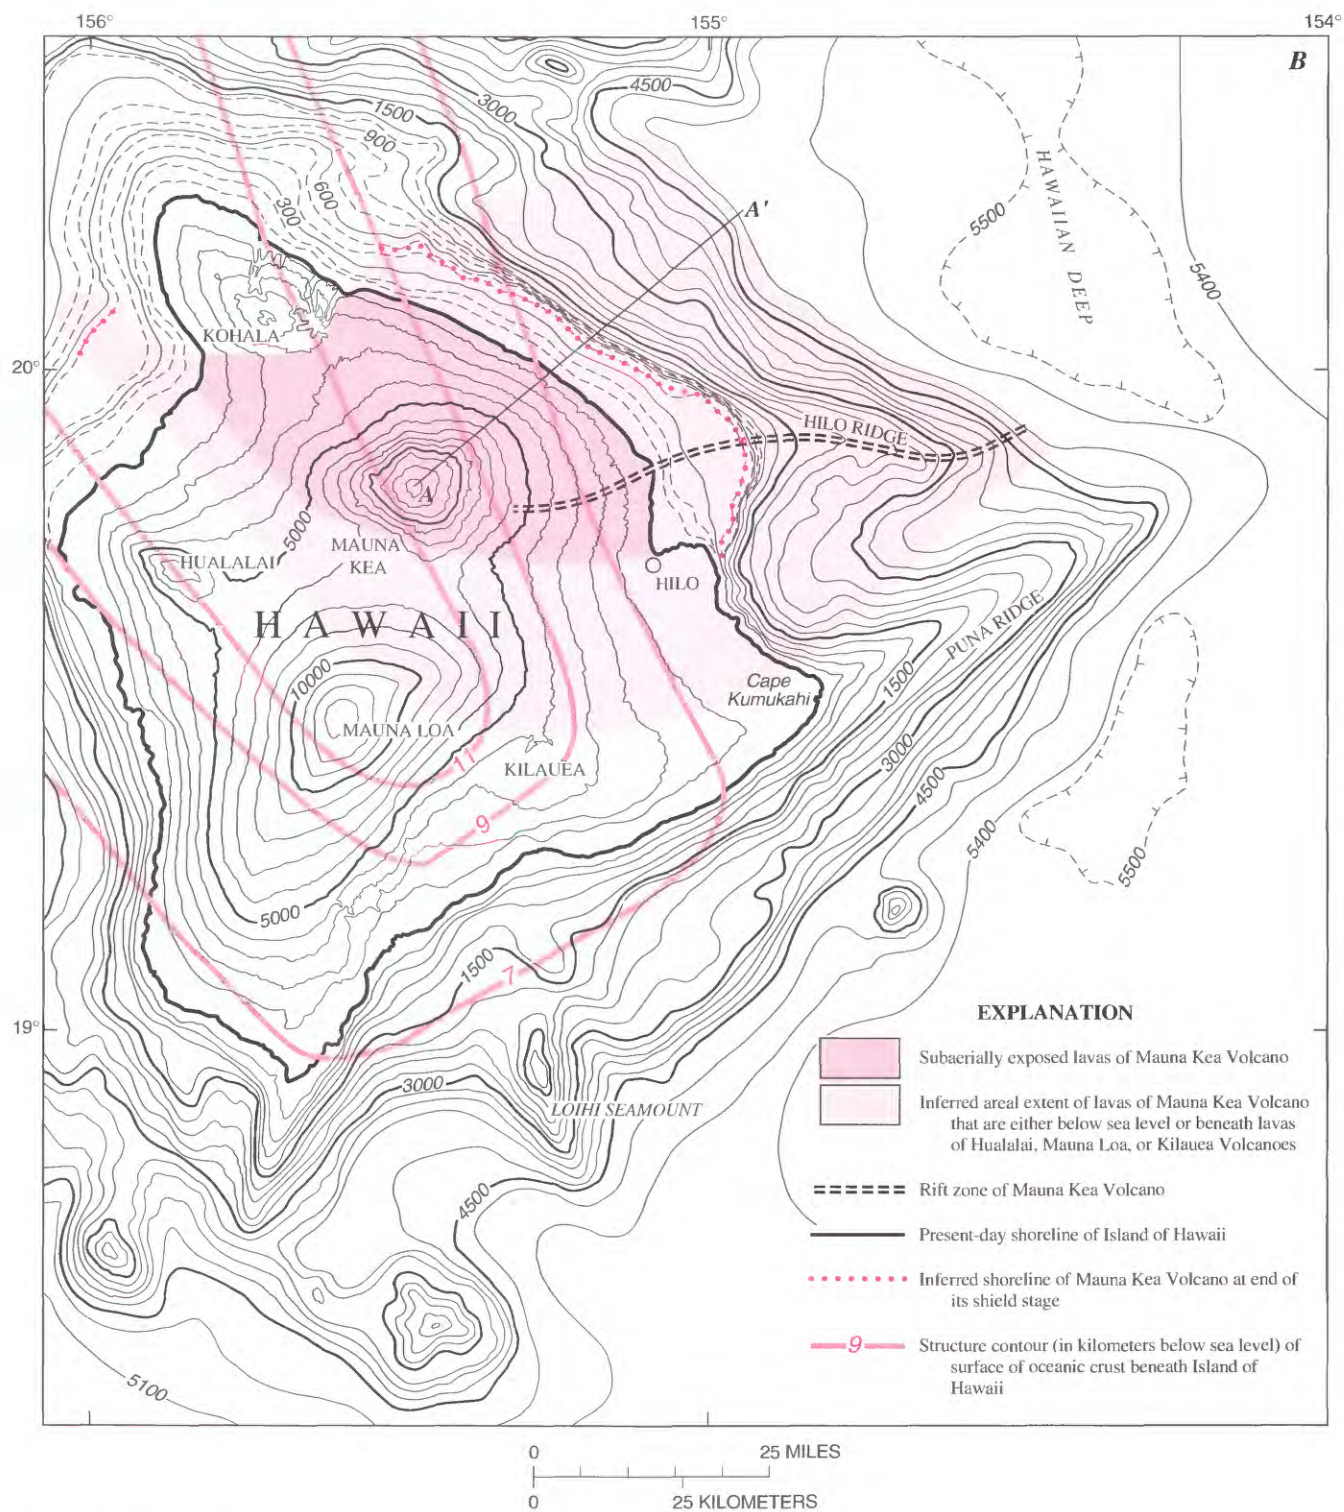 156°
155°
154°
B
4500
3000
1500
900
600
300
A'
HAWAIIAN DEEP
5500
5400
KOHALA
20°
HILO RIDGE
A
5000
MAUNA
KEA
HUALALAI
HILO
HAWAII
PUNA RIDGE
10000
Cape
Kumukahi
1500
MAUNA LOA
11
KILAUEA
3000
4500
9
5400
5500
5000
1500
7
19°
3000
LOIHI SEAMOUNT
4500
5100
EXPLANATION
Subaerially exposed lavas of Mauna Kea Volcano
Inferred areal extent of lavas of Mauna Kea Volcano
that are either below sea level or beneath lavas
of Hualalai, Mauna Loa, or Kilauea Volcanoes
Rift zone of Mauna Kea Volcano
Present-day shoreline of Island of Hawaii
Inferred shoreline of Mauna Kea Volcano at end of
its shield stage
9
Structure contour (in kilometers below sea level) of
surface of oceanic crust beneath Island of
Hawaii
0 25 MILES
0 25 KILOMETERS